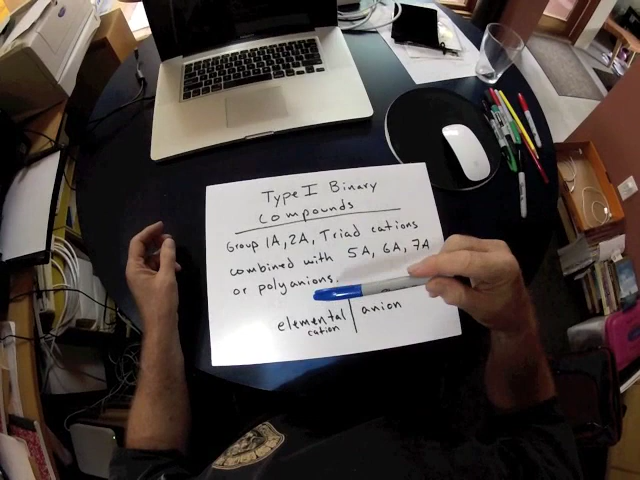 Type I Binary
Compounds
Group 1A, 2A, Triad cations
combined with 5A, 6A, 7A
or polyanions.
elemental | anion
cation